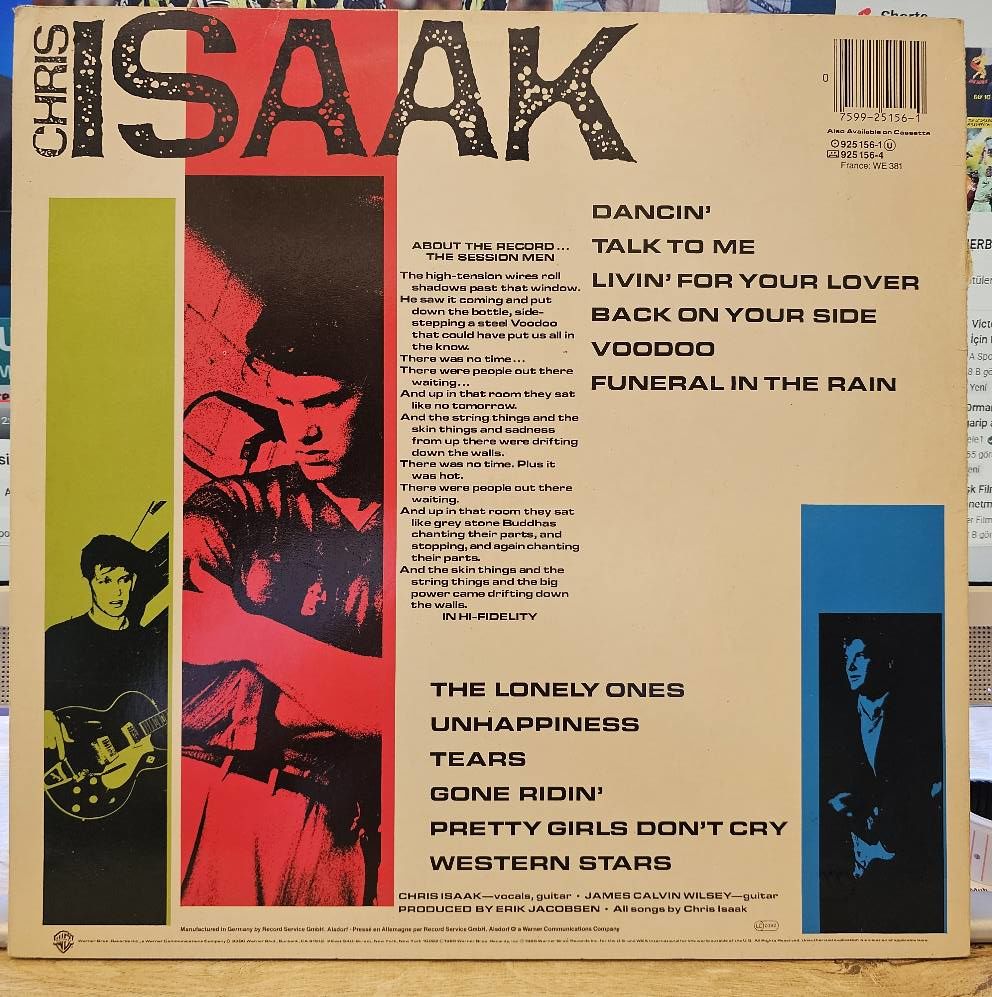 CHRIS
ISAAK
0
7599-25156-1
Also Available on Cassette
925 156-1 U
925 156-4
France: WE 381
DANCIN'
TALK TO ME
LIVIN' FOR YOUR LOVER
BACK ON YOUR SIDE
VOODOO
FUNERAL IN THE RAIN
ABOUT THE RECORD...
THE SESSION MEN
The high-tension wires roll
shadows past that window.
He saw it coming and put
down the bottle, side-
stepping a steel Voodoo
that could have put us all in
the know.
There was no time...
There were people out there
waiting...
And up in that room they sat
like no tomorrow.
And the string things and the
skin things and sadness
from up there were drifting
down the walls.
There was no time. Plus it
was hot.
There were people out there
waiting.
And up in that room they sat
like grey stone Buddhas
chanting their parts, and
stopping, and again chanting
their parts.
And the skin things and the
string things and the big
power came drifting down
the walls.
IN HI-FIDELITY
THE LONELY ONES
UNHAPPINESS
TEARS
GONE RIDIN'
PRETTY GIRLS DON'T CRY
WESTERN STARS
CHRIS ISAAK—vocals, guitar • JAMES CALVIN WILSEY—guitar
PRODUCED BY ERIK JACOBSEN • All songs by Chris Isaak
Manufactured in Germany by Record Service GmbH, Alsdorf · Pressé en Allemagne par Record Service GmbH, Alsdorf a Warner Communications Company